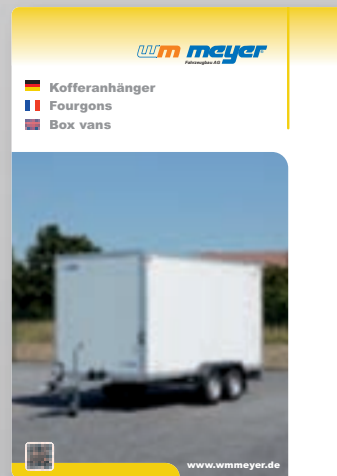 wm meyer
Fahrzeugbau AG
Kofferanhänger
Fourgons
Box vans
www.wmmeyer.de